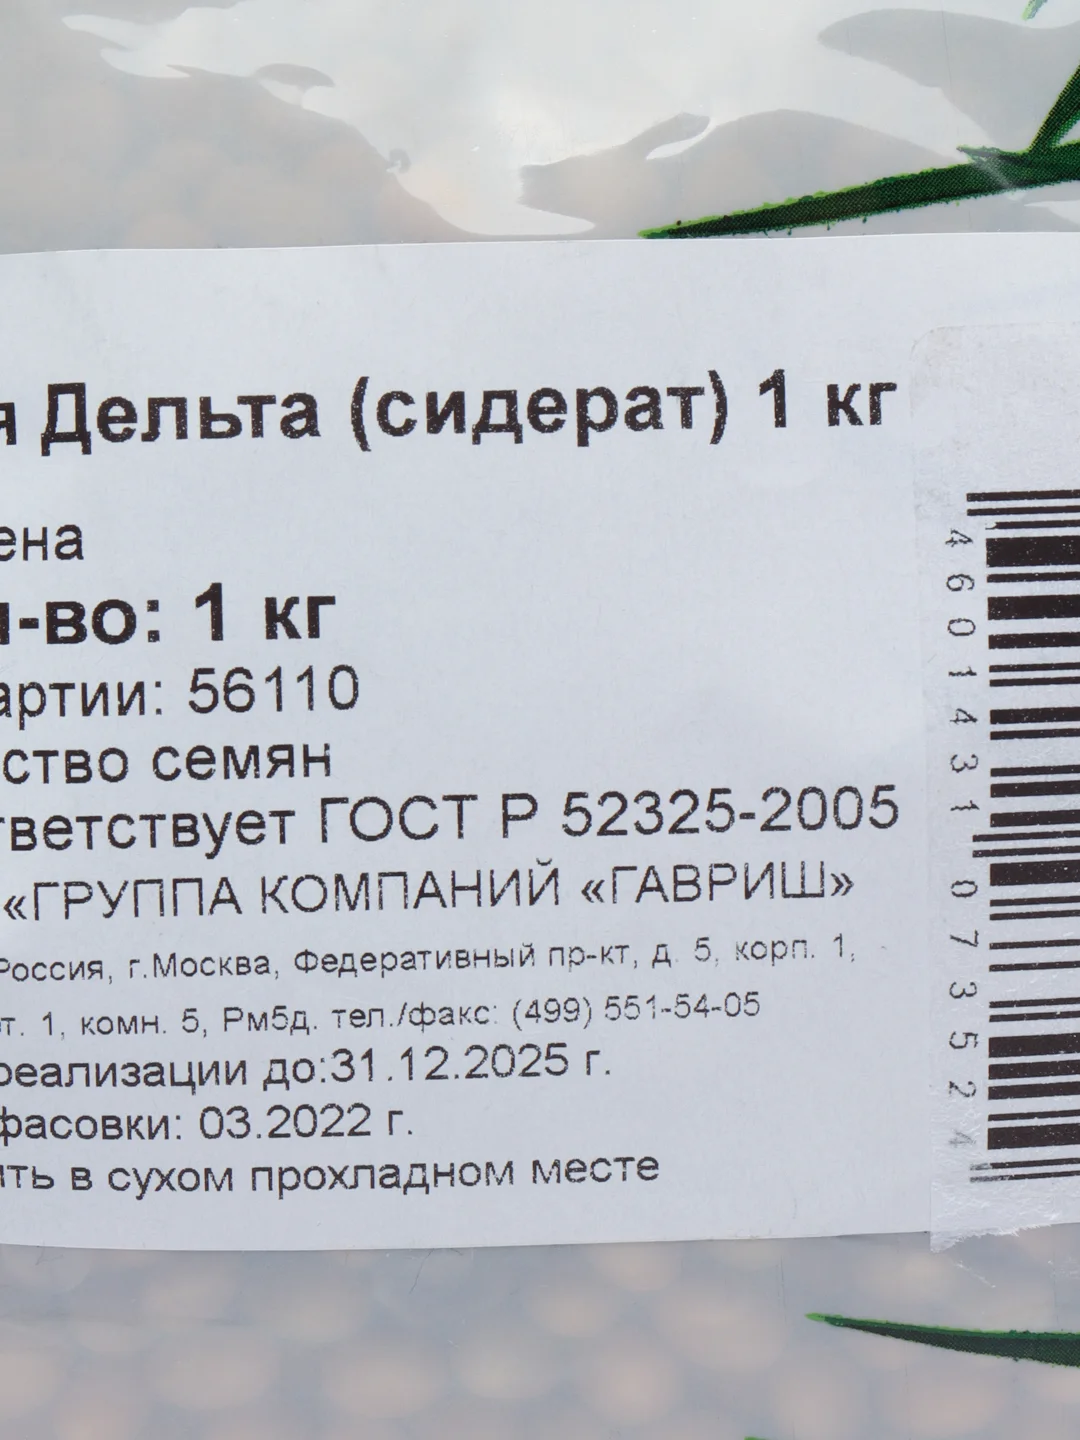 я Дельта (сидерат) 1 кг
ена
л-во: 1 кг
артии: 56110
ство семян
тветствует ГОСТ Р 52325-2005
«ГРУППА КОМПАНИЙ «ГАВРИШ»
Россия, г.Москва, Федеративный пр-кт, д. 5, корп. 1,
т. 1, комн. 5, Рм5д. тел./факс: (499) 551-54-05
реализации до:31.12.2025 г.
фасовки: 03.2022 г.
ить в сухом прохладном месте
4601431073524